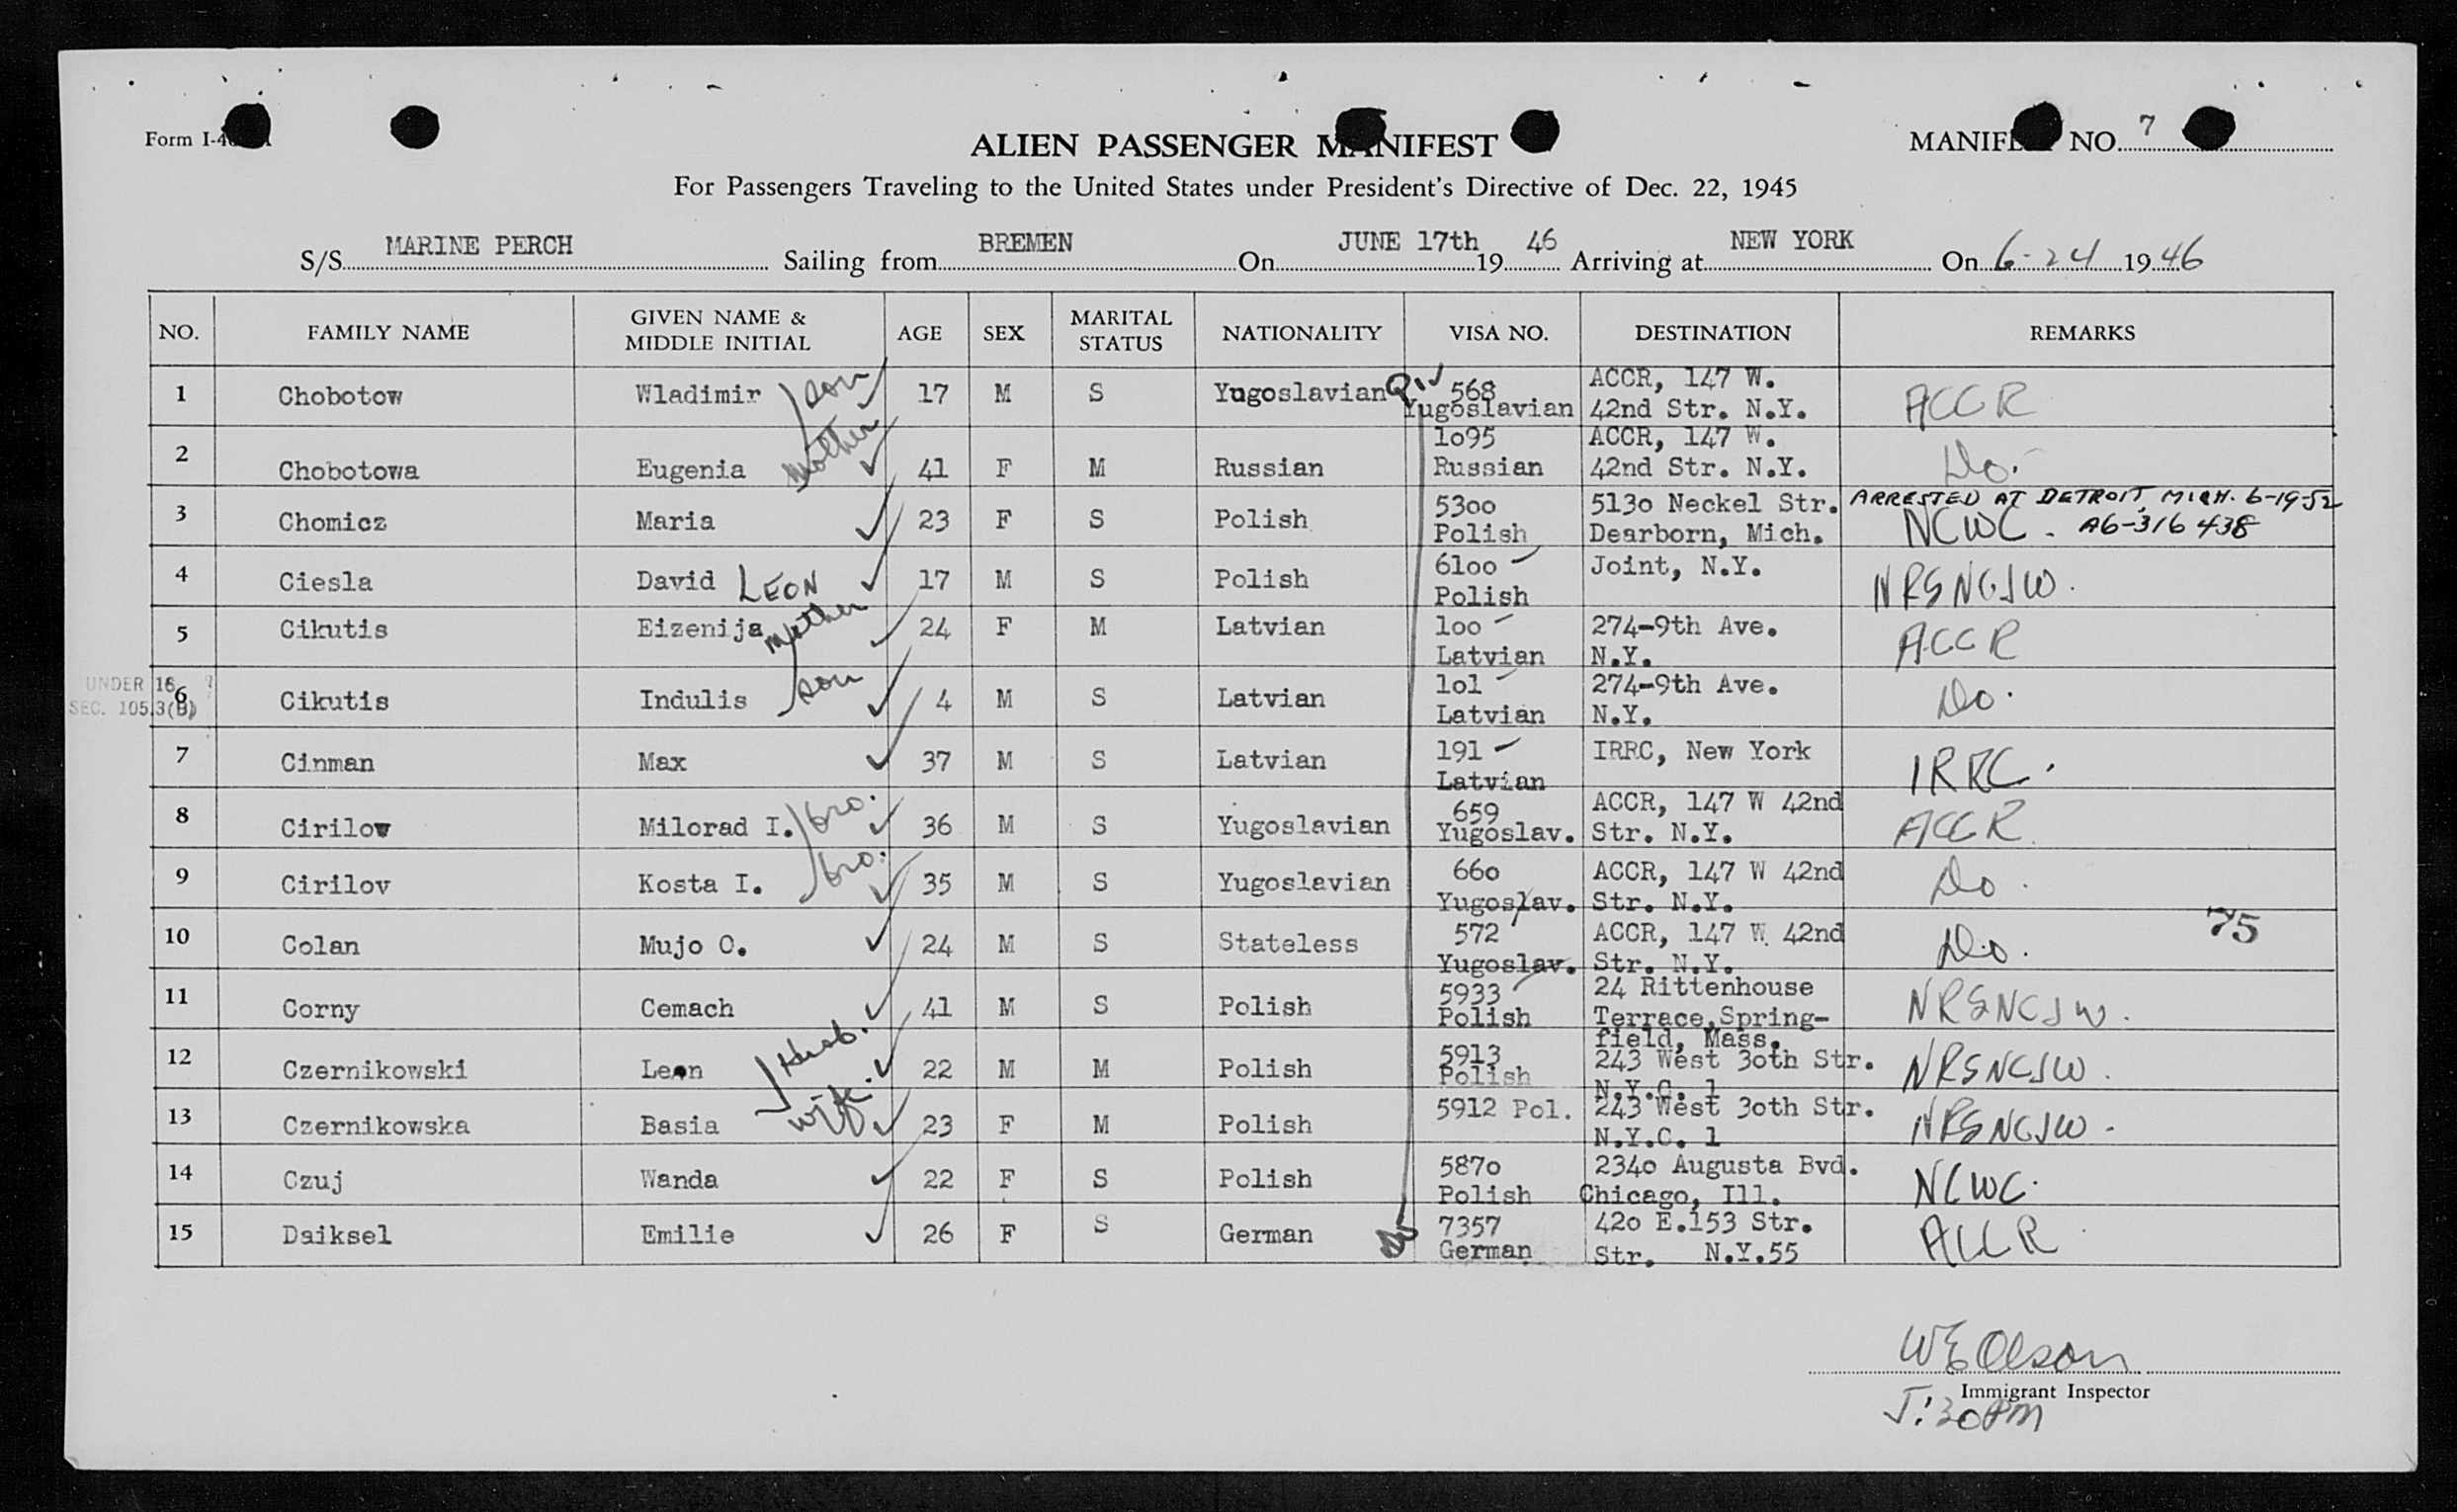 Form I-4
ALIEN PASSENGER MANIFEST
MANIFEST NO. 7
For Passengers Traveling to the United States under President's Directive of Dec. 22, 1945
S/S MARINE PERCH Sailing from BREMEN On JUNE 17th 19 46 Arriving at NEW YORK On 6-24 19 46
NO. FAMILY NAME GIVEN NAME & MIDDLE INITIAL AGE SEX MARITAL STATUS NATIONALITY VISA NO. DESTINATION REMARKS
1 Chobotow Wladimir son 17 M S Yugoslavian 568 ACCR, 147 W. ACCR
Yugoslavian 42nd Str. N.Y.
2 Chobotowa Eugenia mother 41 F M Russian 1o95 ACCR, 147 W. Do.
Russian 42nd Str. N.Y.
3 Chomicz Maria 23 F S Polish 53oo 513o Neckel Str. ARRESTED AT DETROIT, MICH. 6-19-52
Polish Dearborn, Mich. NCWC. A6-316 438
4 Ciesla David LEON 17 M S Polish 61oo Joint, N.Y. NRSNCJW.
Polish
5 Cikutis Eizenija mother 24 F M Latvian 1oo 274-9th Ave. ACCR
Latvian N.Y.
UNDER 16
SEC. 105.3(B)
6 Cikutis Indulis son 4 M S Latvian 1o1 274-9th Ave. Do.
Latvian N.Y.
7 Cinman Max 37 M S Latvian 191 IRRC, New York IRRC.
Latvian
8 Cirilow Milorad I. bro. 36 M S Yugoslavian 659 ACCR, 147 W 42nd ACCR
Yugoslav. Str. N.Y.
9 Cirilov Kosta I. bro. 35 M S Yugoslavian 66o ACCR, 147 W 42nd Do.
Yugoslav. Str. N.Y.
10 Colan Mujo O. 24 M S Stateless 572 ACCR, 147 W. 42nd Do. 75
Yugoslav. Str. N.Y.
11 Corny Cemach 41 M S Polish 5933 24 Rittenhouse NRSNCJW.
Polish Terrace,Spring-
field, Mass.
12 Czernikowski Leon Husb. 22 M M Polish 5913 243 West 3oth Str. NRSNCJW.
Polish N.Y.C. 1
13 Czernikowska Basia wife 23 F M Polish 5912 Pol. 243 West 3oth Str. NRSNCJW.
N.Y.C. 1
14 Czuj Wanda 22 F S Polish 587o 234o Augusta Bvd. NCWC.
Polish Chicago, Ill.
15 Daiksel Emilie 26 F S German 7357 42o E.153 Str. ACCR
German Str. N.Y.55
WE Olson
Immigrant Inspector
5:30PM